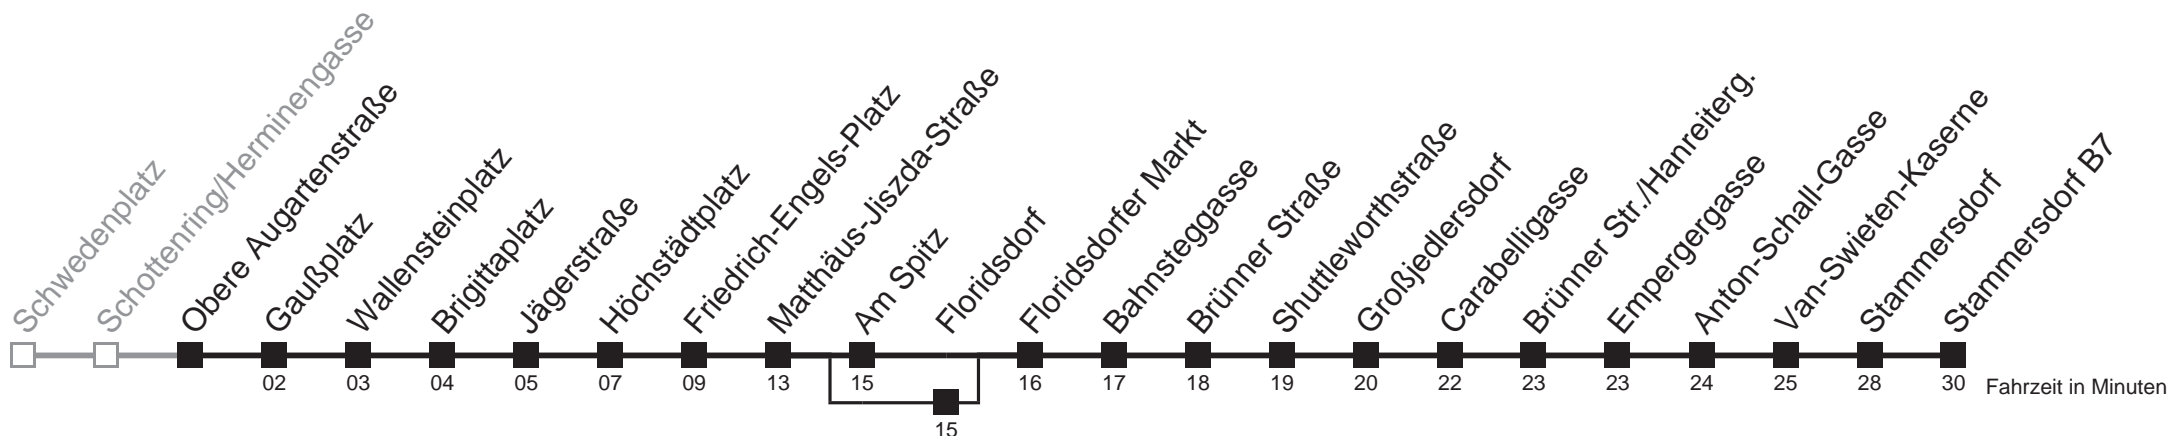 Schwedenplatz
Schottenring/Herminengasse
Obere Augartenstraße
Gaußplatz
Wallensteinplatz
Brigittaplatz
Jägerstraße
Höchstädtplatz
Friedrich-Engels-Platz
Matthäus-Jiszda-Straße
Am Spitz
Floridsdorf
Floridsdorfer Markt
Bahnsteggasse
Brünner Straße
Shuttleworthstraße
Großjedlersdorf
Carabelligasse
Brünner Str./Hanreiterg.
Empergergasse
Anton-Schall-Gasse
Van-Swieten-Kaserne
Stammersdorf
Stammersdorf B7
02 03 04 05 07 09 13 15 16 17 18 19 20 22 23 23 24 25 28 30 Fahrzeit in Minuten
15